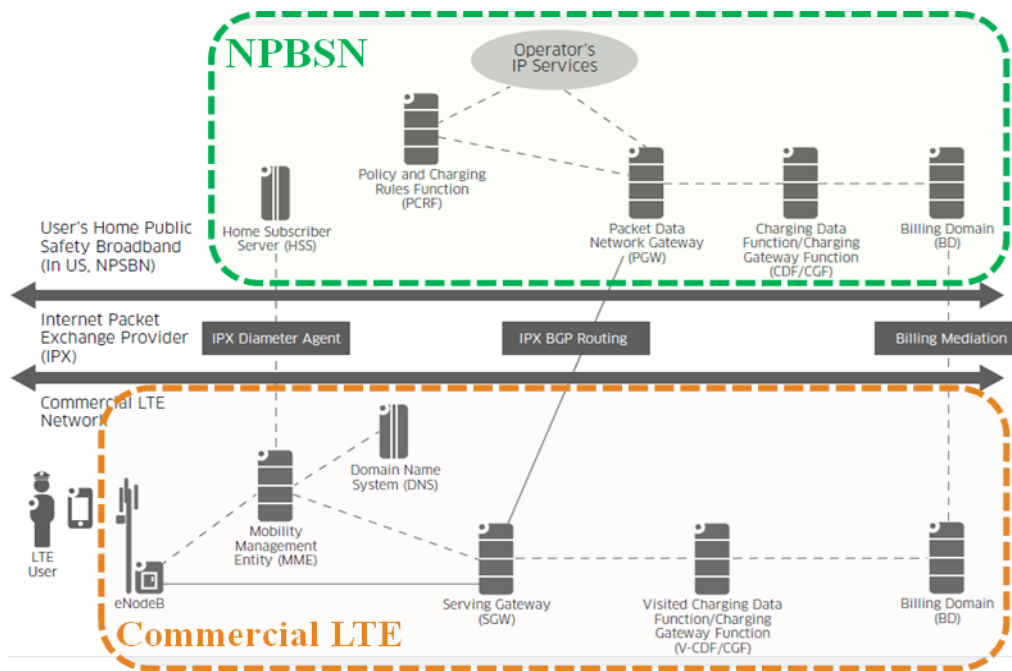 NPBSN
Operator's
IP Services
Policy and Charging
Rules Function
(PCRF)
Home Subscriber
Server (HSS)
Packet Data
Network Gateway
(PGW)
Charging Data
Function/Charging
Gateway Function
(CDF/CGF)
Billing Domain
(BD)
User's Home Public
Safety Broadband
(In US, NPSBN)
Internet Packet
Exchange Provider
(IPX)
IPX Diameter Agent
IPX BGP Routing
Billing Mediation
Commercial LTE
Network
Domain Name
System (DNS)
Mobility
Management
Entity (MME)
LTE
User
eNodeB
Serving Gateway
(SGW)
Visited Charging Data
Function/Charging
Gateway Function
(V-CDF/CGF)
Billing Domain
(BD)
Commercial LTE